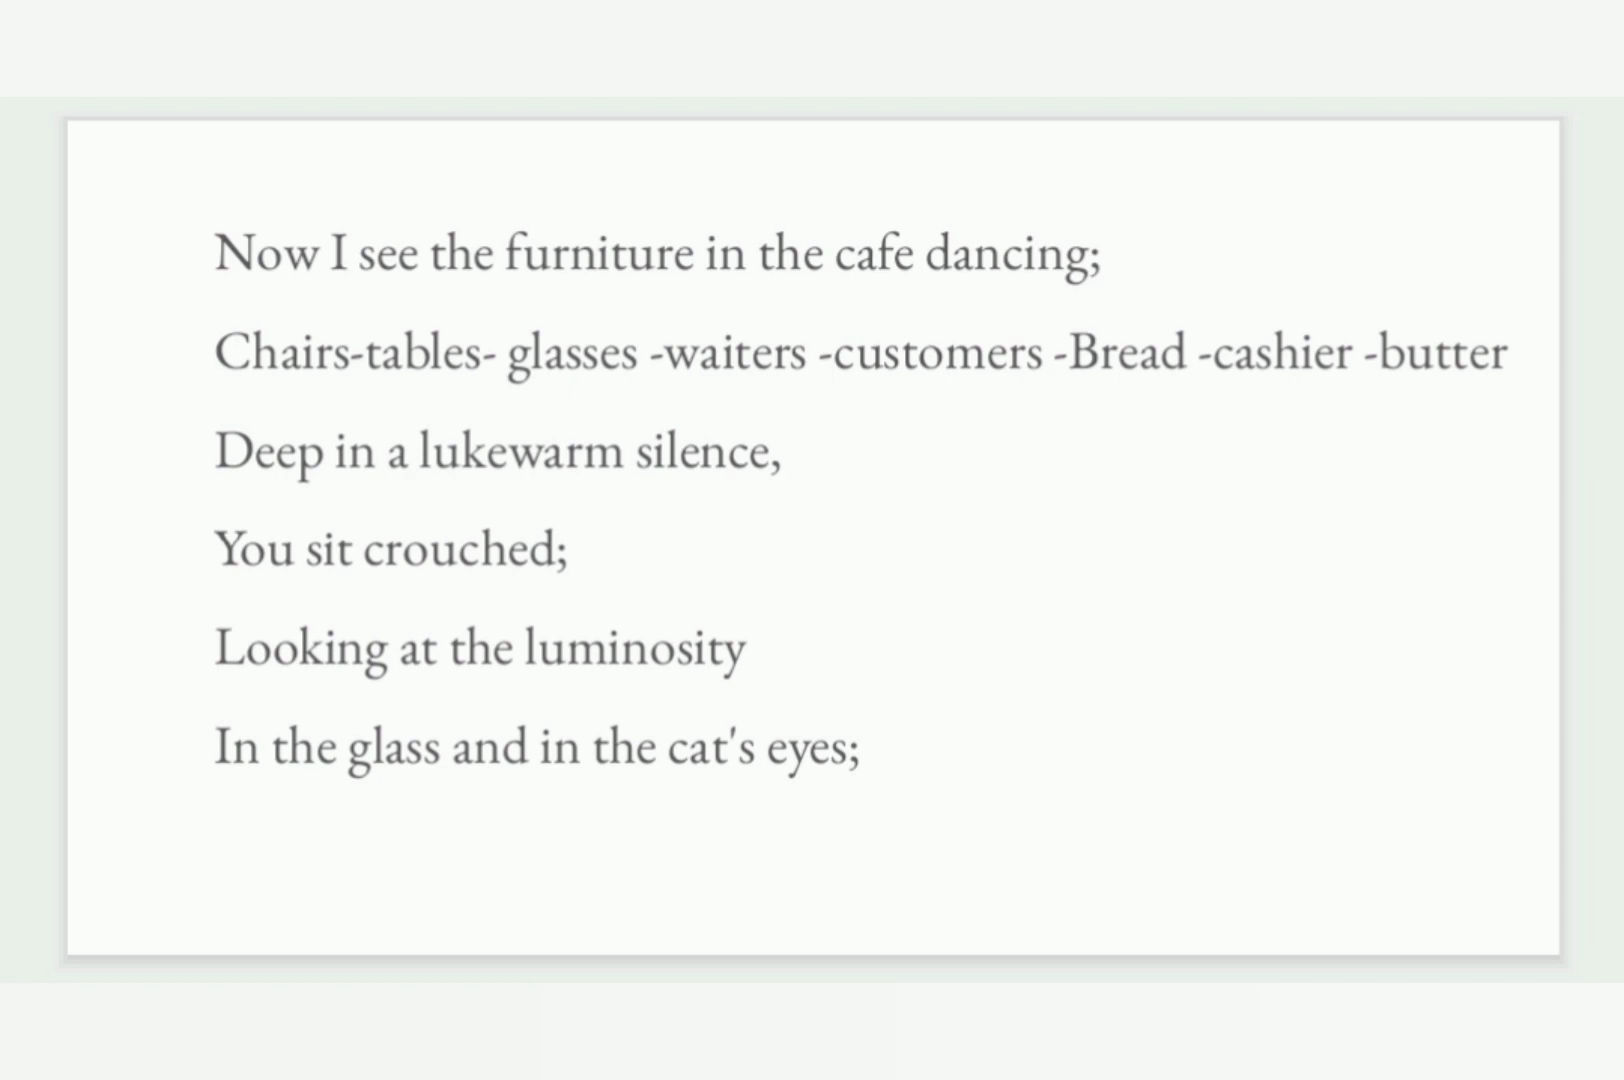 Now I see the furniture in the cafe dancing;
Chairs-tables- glasses -waiters -customers -Bread -cashier -butter
Deep in a lukewarm silence,
You sit crouched;
Looking at the luminosity
In the glass and in the cat's eyes;